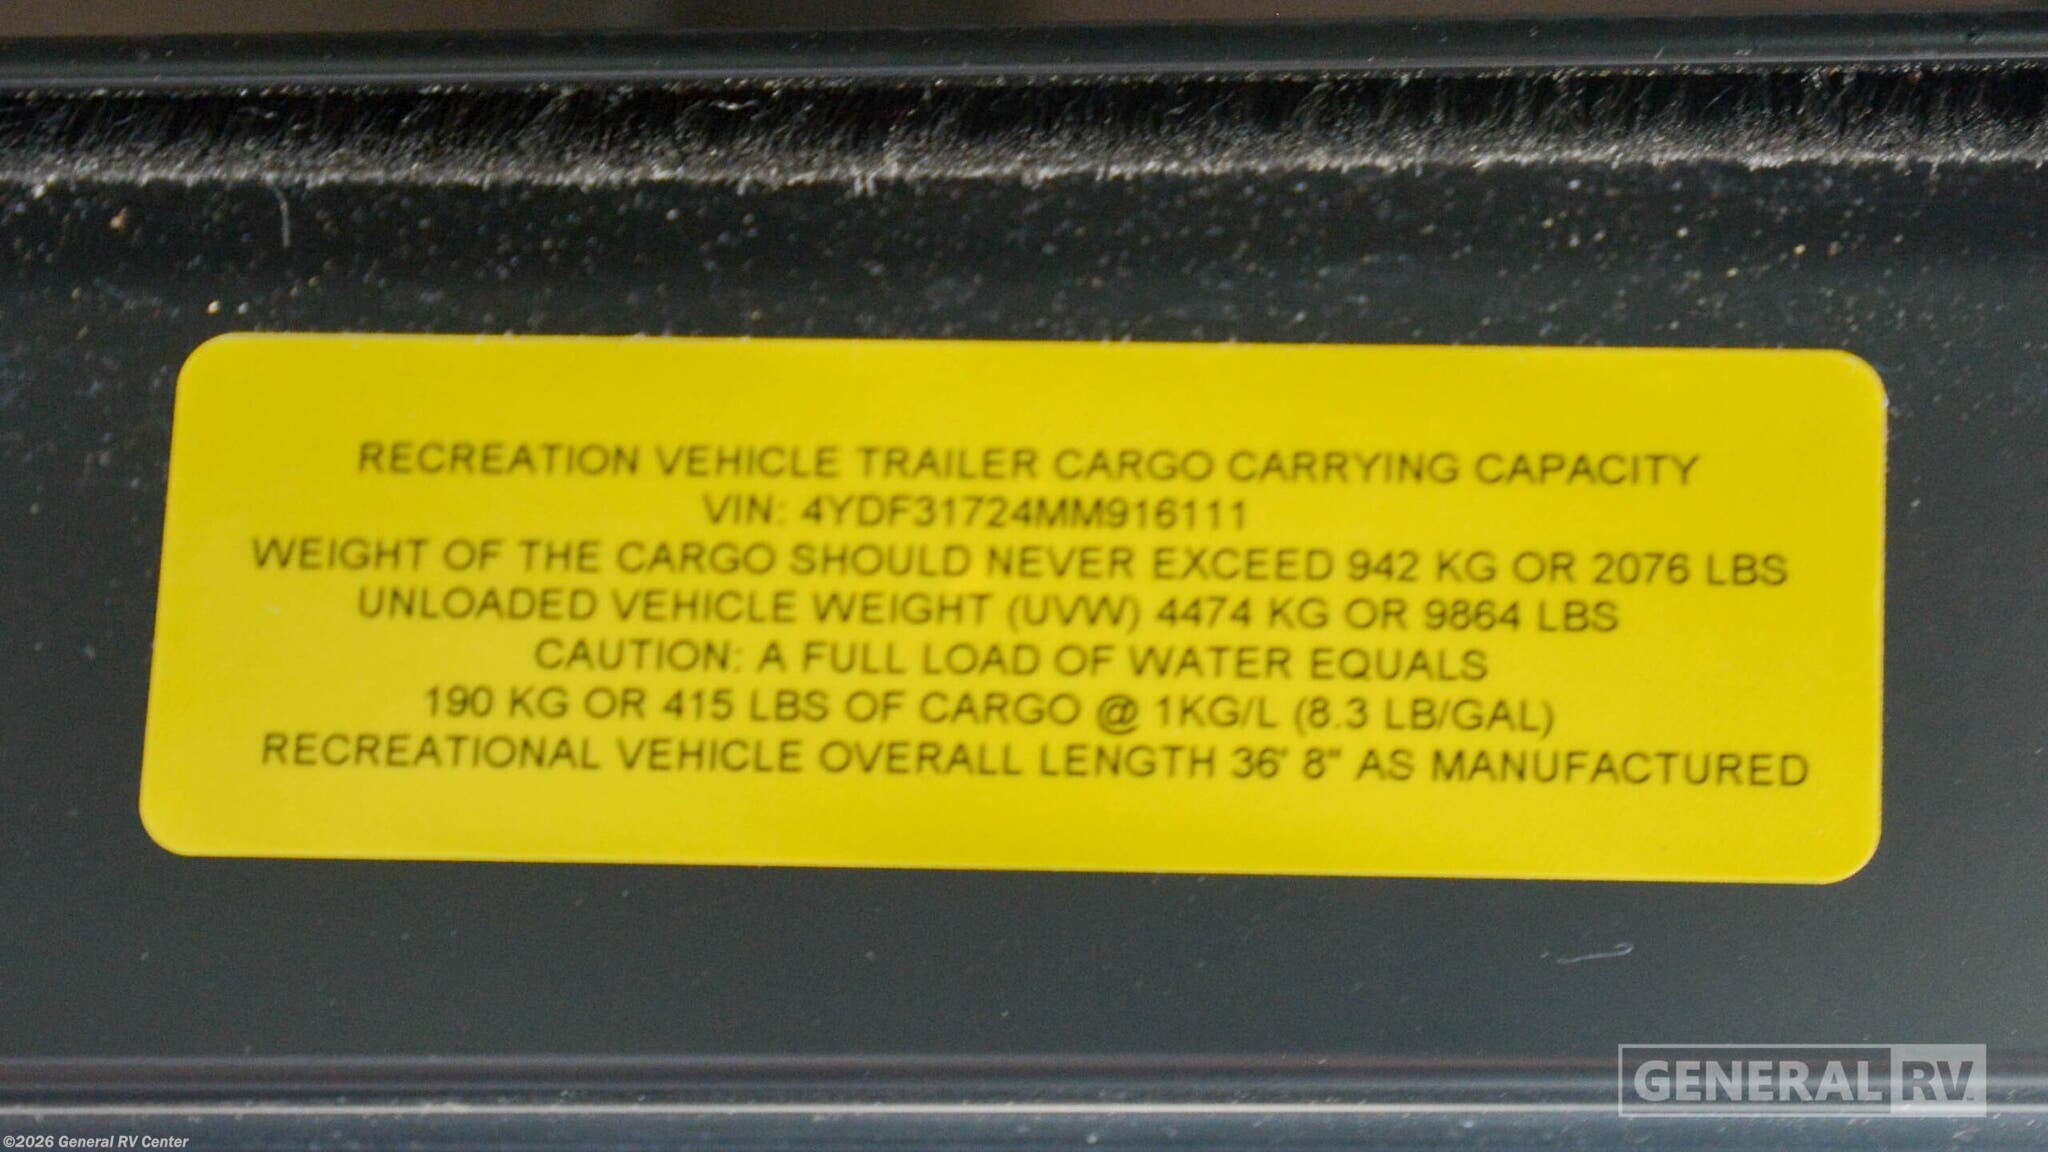 RECREATION VEHICLE TRAILER CARGO CARRYING CAPACITY
VIN: 4YDF31724MM916111
WEIGHT OF THE CARGO SHOULD NEVER EXCEED 942 KG OR 2076 LBS
UNLOADED VEHICLE WEIGHT (UVW) 4474 KG OR 9864 LBS
CAUTION: A FULL LOAD OF WATER EQUALS
190 KG OR 415 LBS OF CARGO @ 1KG/L (8.3 LB/GAL)
RECREATIONAL VEHICLE OVERALL LENGTH 36' 8" AS MANUFACTURED
GENERAL RV
©2026 General RV Center